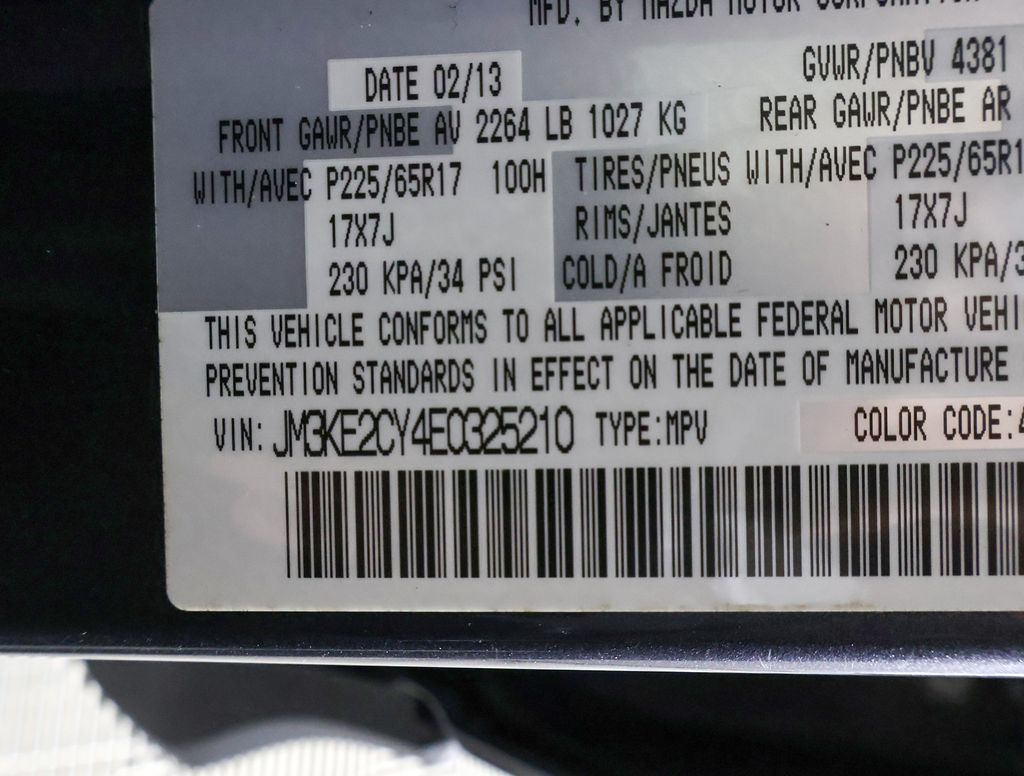 MFD. BY MAZDA MOTOR CORPORATION
DATE 02/13 GVWR/PNBV 4381
FRONT GAWR/PNBE AV 2264 LB 1027 KG REAR GAWR/PNBE AR
WITH/AVEC P225/65R17 100H TIRES/PNEUS WITH/AVEC P225/65R1
17X7J RIMS/JANTES 17X7J
230 KPA/34 PSI COLD/A FROID 230 KPA/3
THIS VEHICLE CONFORMS TO ALL APPLICABLE FEDERAL MOTOR VEHI
PREVENTION STANDARDS IN EFFECT ON THE DATE OF MANUFACTURE
VIN: JM3KE2CY4E0325210 TYPE:MPV COLOR CODE:4